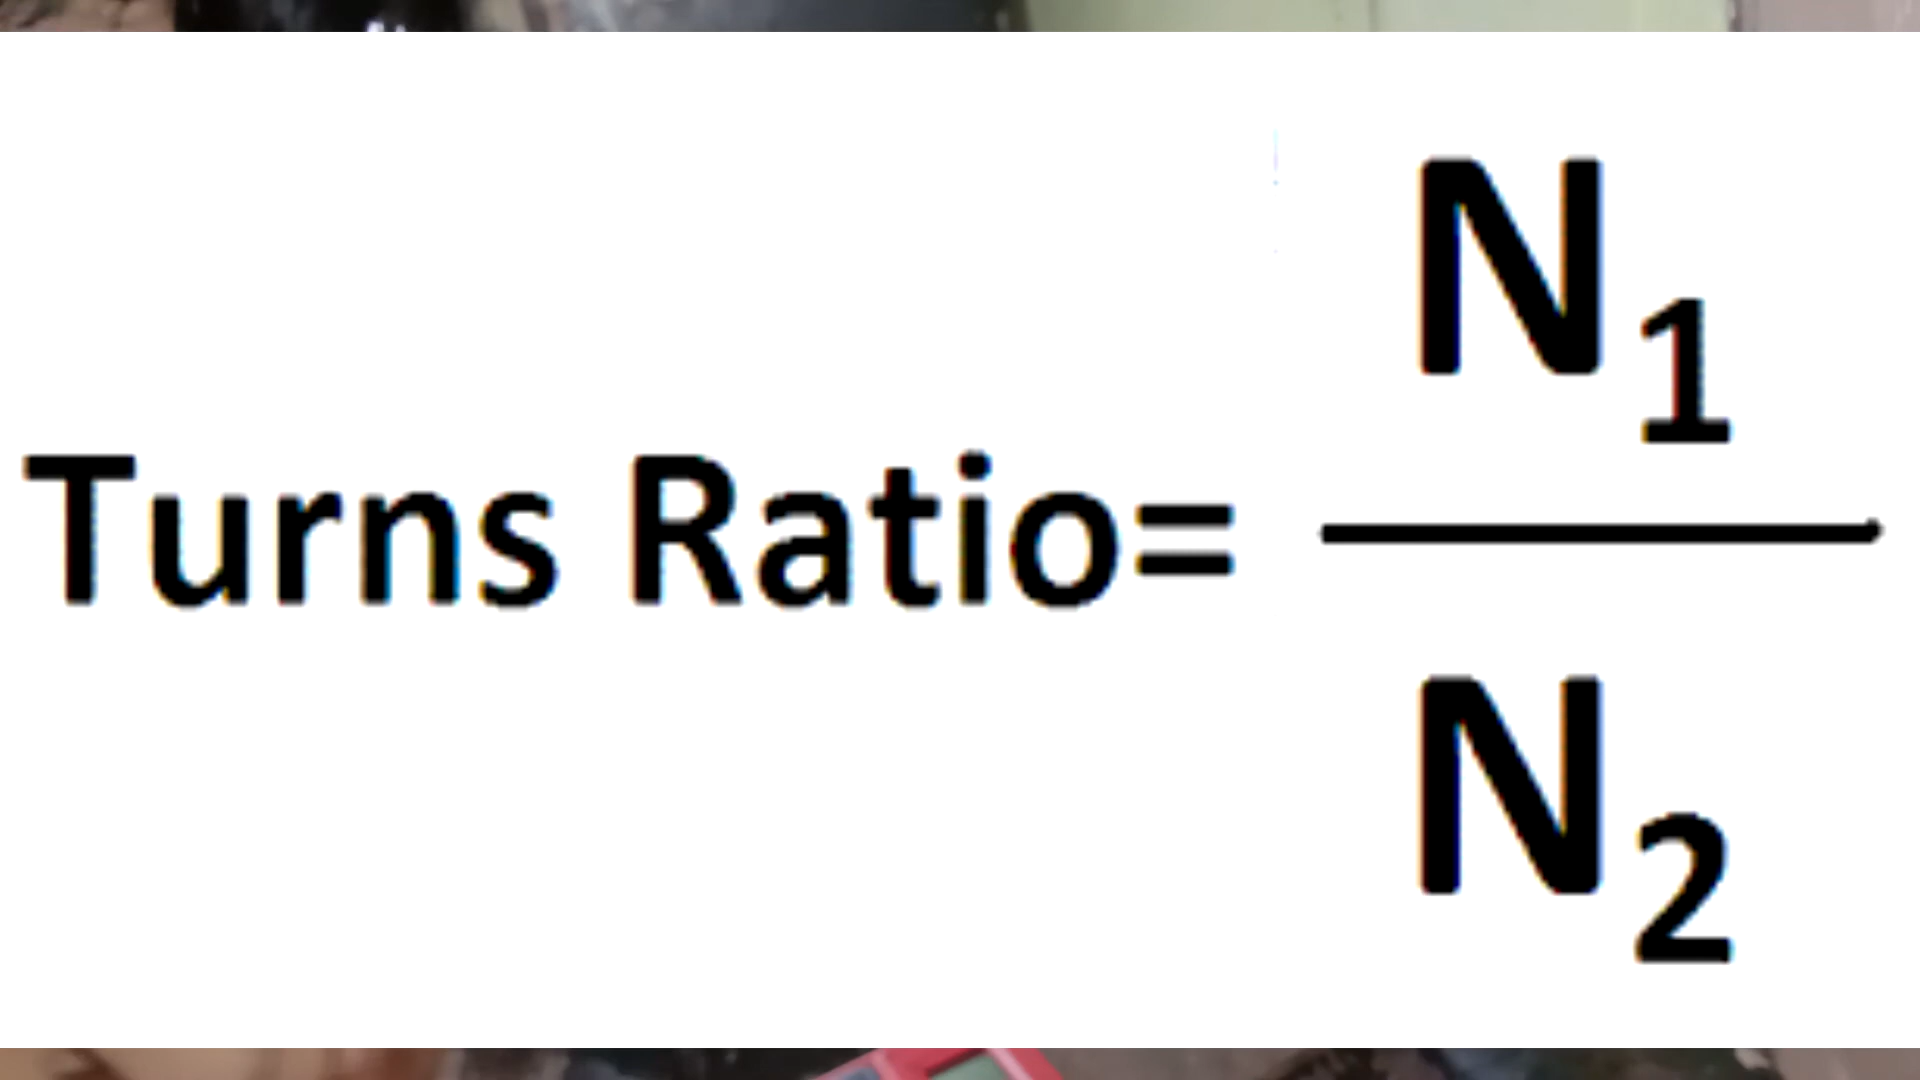 Turns Ratio=
N₁
N₂